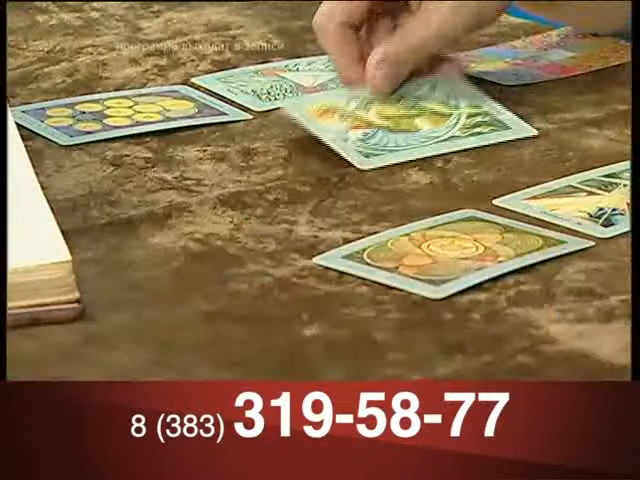 программа выходит в записи
8 (383) 319-58-77